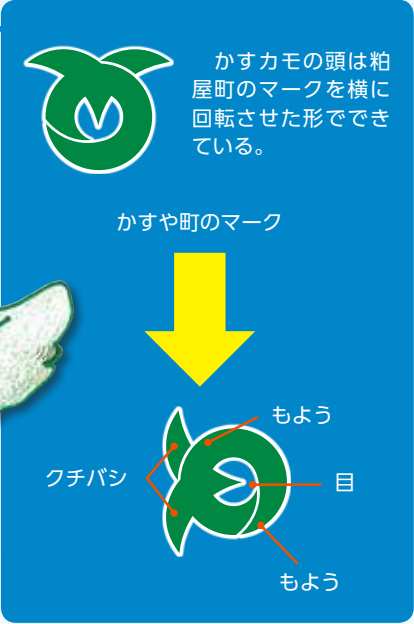 かすカモの頭は粕
屋町のマークを横に
回転させた形ででき
ている。
かすや町のマーク
もよう
クチバシ
目
もよう